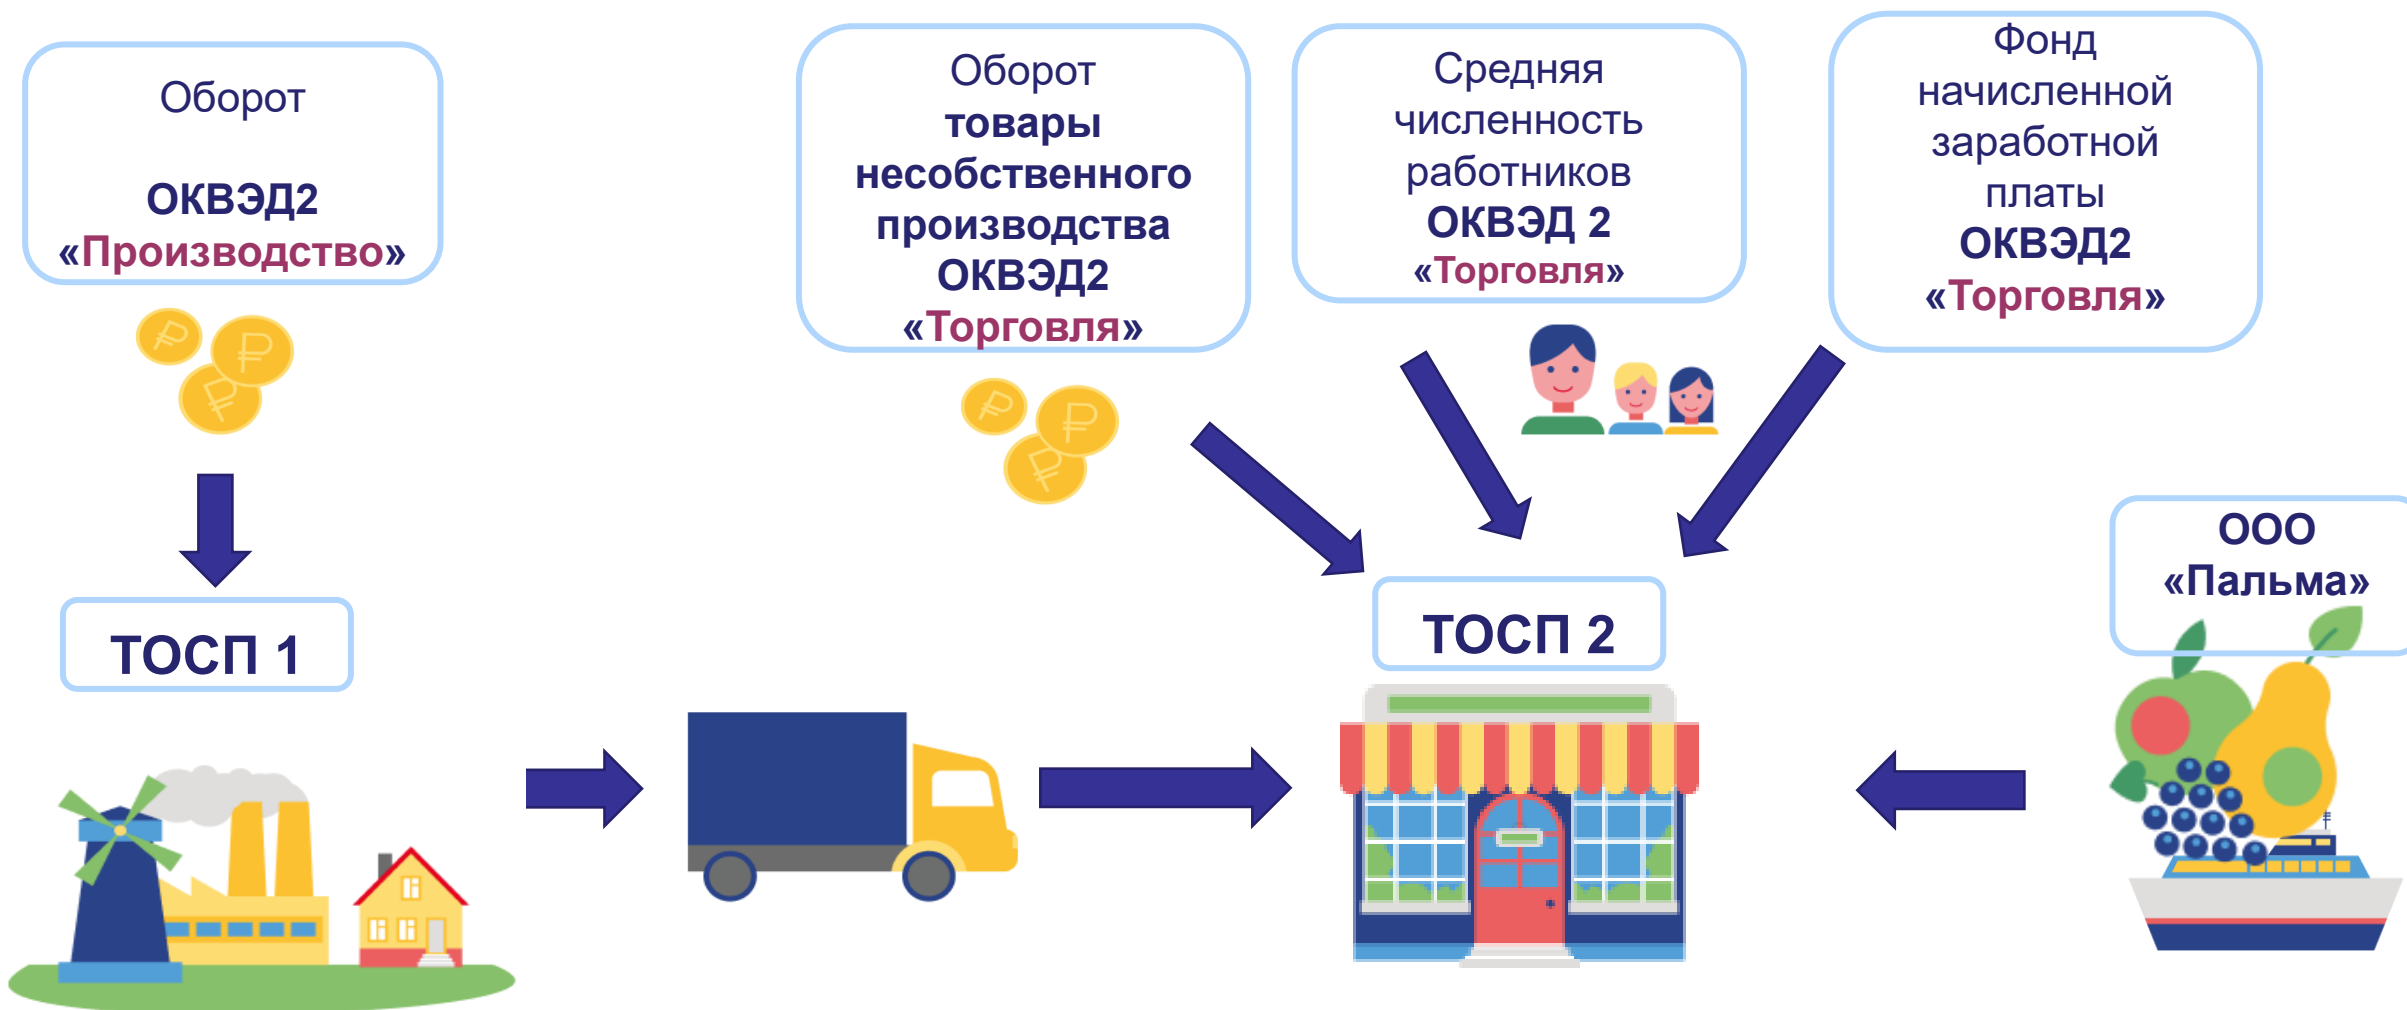 Оборот
ОКВЭД2
«Производство»
Оборот
товары
несобственного
производства
ОКВЭД2
«Торговля»
Средняя
численность
работников
ОКВЭД 2
«Торговля»
Фонд
начисленной
заработной
платы
ОКВЭД2
«Торговля»
ТОСП 1
ТОСП 2
ООО
«Пальма»